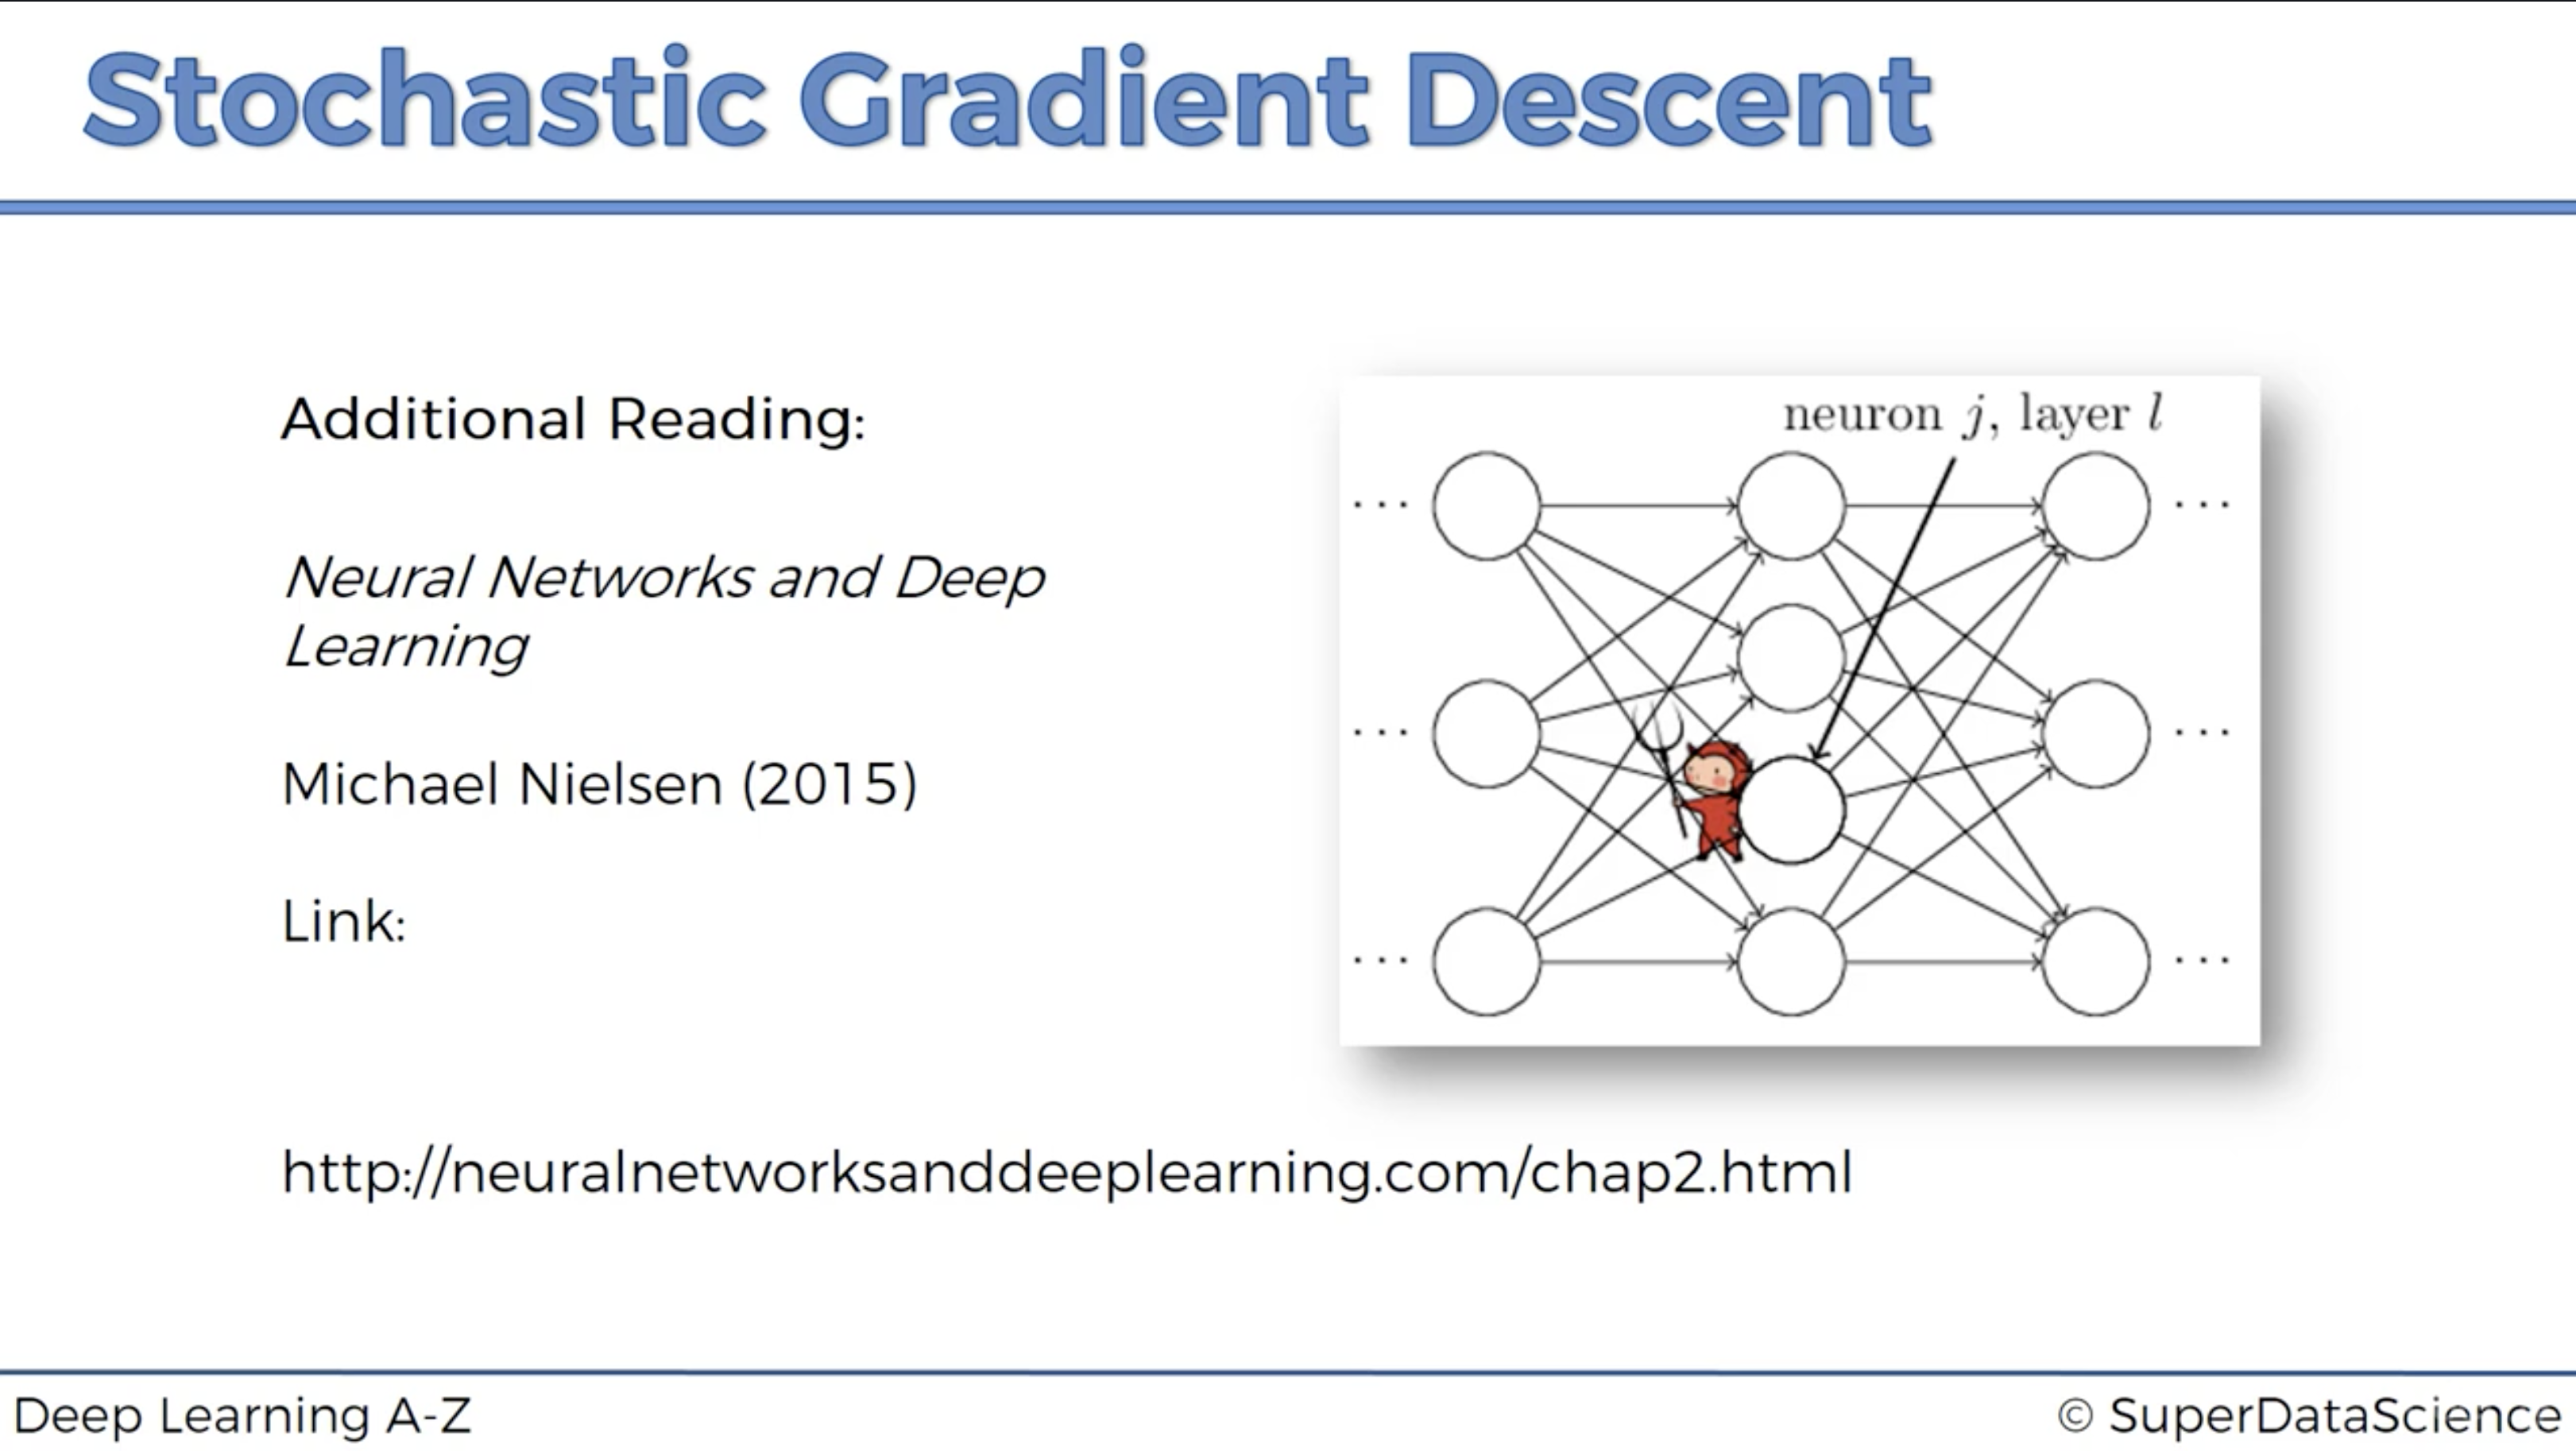 Stochastic Gradient Descent
Additional Reading:
Neural Networks and Deep
Learning
Michael Nielsen (2015)
Link:
http://neuralnetworksanddeeplearning.com/chap2.html
neuron j, layer l
... ...
... ...
... ...
Deep Learning A-Z
© SuperDataScience